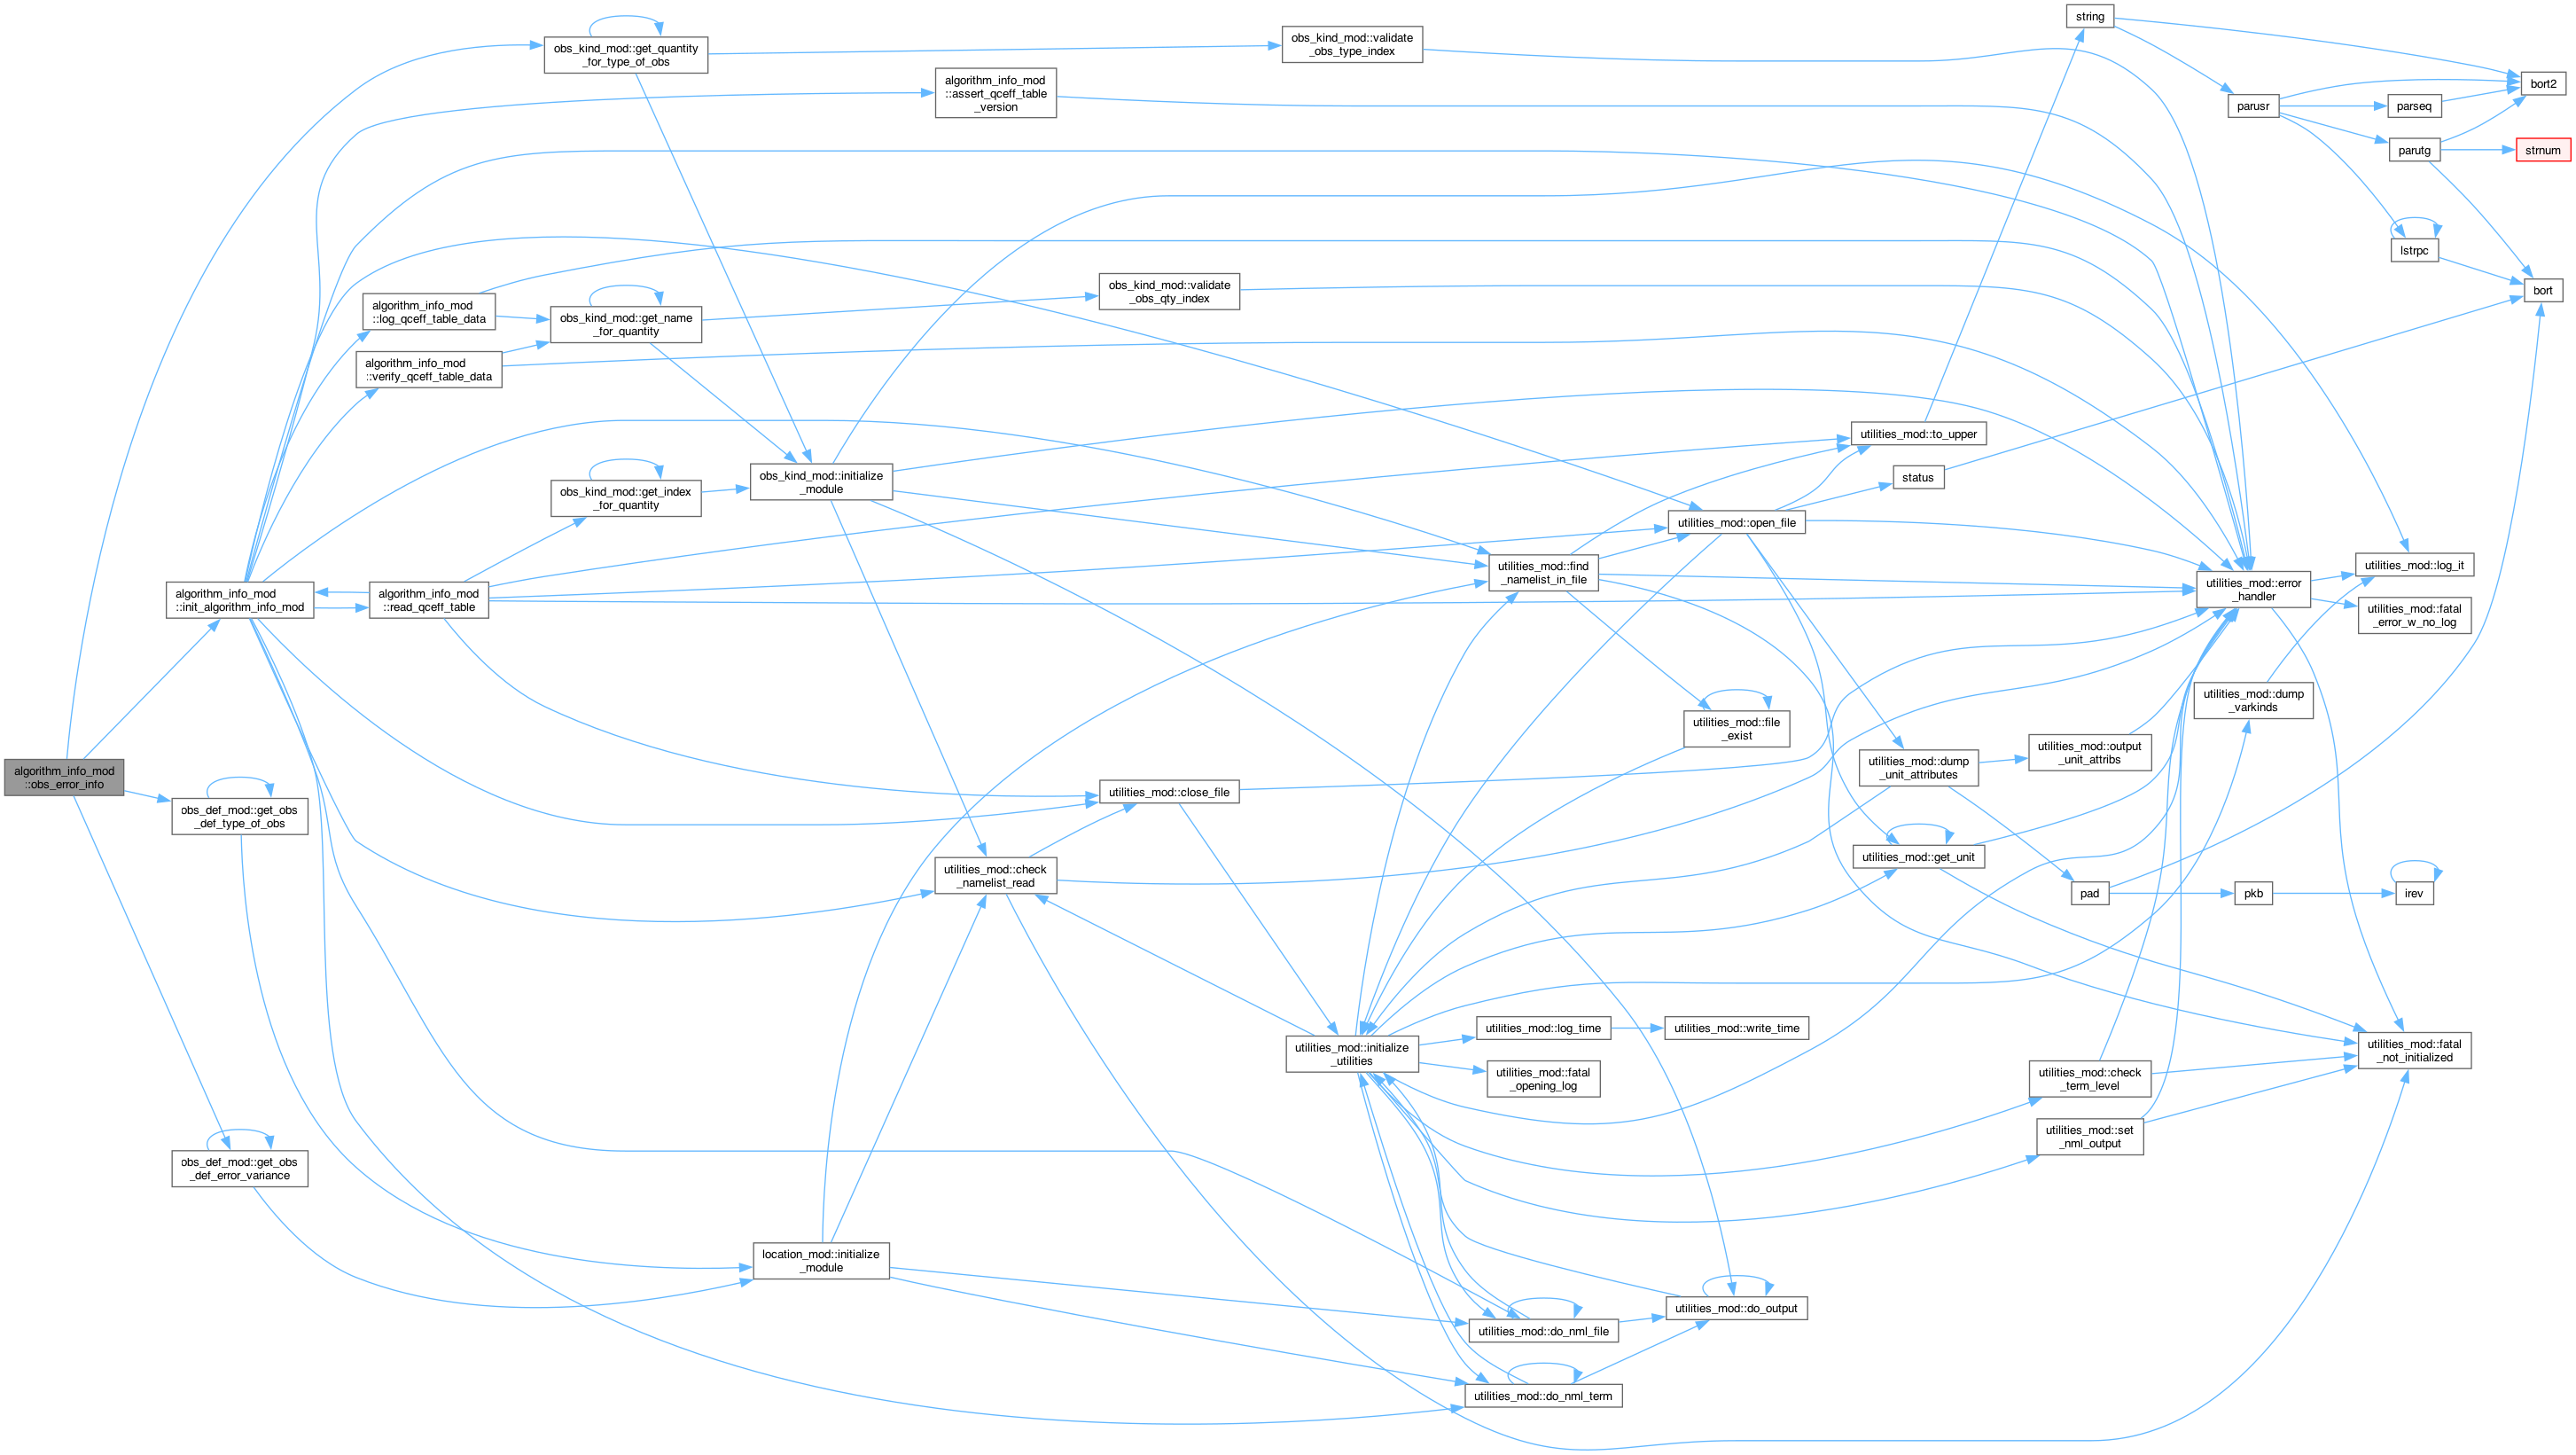 string
obs_kind_mod::get_quantity
_for_type_of_obs
obs_kind_mod::validate
_obs_type_index
algorithm_info_mod
::assert_qceff_table
_version
bort2
parusr
parseq
parutg
strnum
lstrpc
bort
obs_kind_mod::validate
_obs_qty_index
algorithm_info_mod
::log_qceff_table_data
obs_kind_mod::get_name
_for_quantity
algorithm_info_mod
::verify_qceff_table_data
utilities_mod::to_upper
obs_kind_mod::initialize
_module
status
obs_kind_mod::get_index
_for_quantity
utilities_mod::open_file
utilities_mod::find
_namelist_in_file
utilities_mod::log_it
algorithm_info_mod
::init_algorithm_info_mod
algorithm_info_mod
::read_qceff_table
utilities_mod::error
_handler
utilities_mod::fatal
_error_w_no_log
utilities_mod::dump
_varkinds
utilities_mod::file
_exist
utilities_mod::output
_unit_attribs
utilities_mod::dump
_unit_attributes
algorithm_info_mod
::obs_error_info
utilities_mod::close_file
obs_def_mod::get_obs
_def_type_of_obs
utilities_mod::get_unit
utilities_mod::check
_namelist_read
pad
pkb
irev
utilities_mod::log_time
utilities_mod::write_time
utilities_mod::initialize
_utilities
utilities_mod::fatal
_not_initialized
utilities_mod::fatal
_opening_log
utilities_mod::check
_term_level
utilities_mod::set
_nml_output
obs_def_mod::get_obs
_def_error_variance
location_mod::initialize
_module
utilities_mod::do_output
utilities_mod::do_nml_file
utilities_mod::do_nml_term